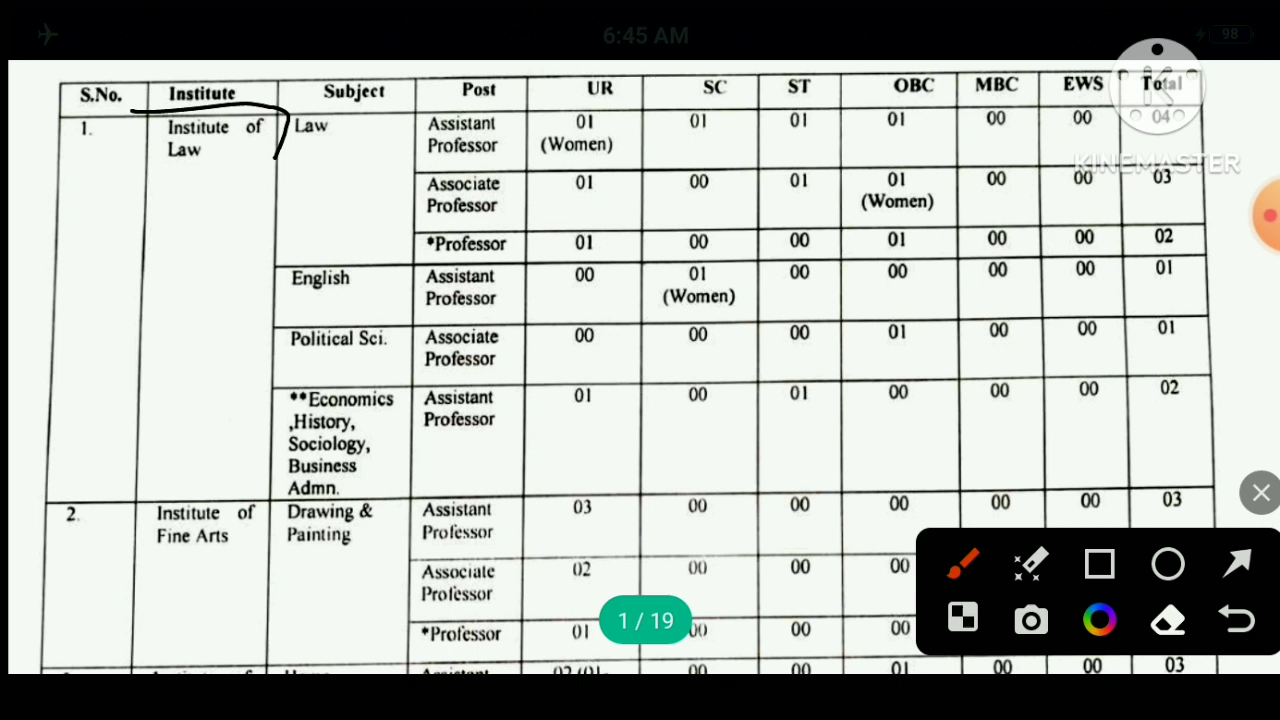 6:45 AM
98
S.No. Institute Subject Post UR SC ST OBC MBC EWS Total
1. Institute of Law Law Assistant Professor 01 (Women) 01 01 01 00 00 04
Associate Professor 01 00 01 01 (Women) 00 00 03
*Professor 01 00 00 01 00 00 02
English Assistant Professor 00 01 (Women) 00 00 00 00 01
Political Sci. Associate Professor 00 00 00 01 00 00 01
**Economics ,History, Sociology, Business Admn. Assistant Professor 01 00 01 00 00 00 02
2. Institute of Fine Arts Drawing & Painting Assistant Professor 03 00 00 00 00 00 03
Associate Professor 02 00 00 00
*Professor 01 00 00 00
00 00 01 00 00 03
K
KINEMASTER
1 / 19